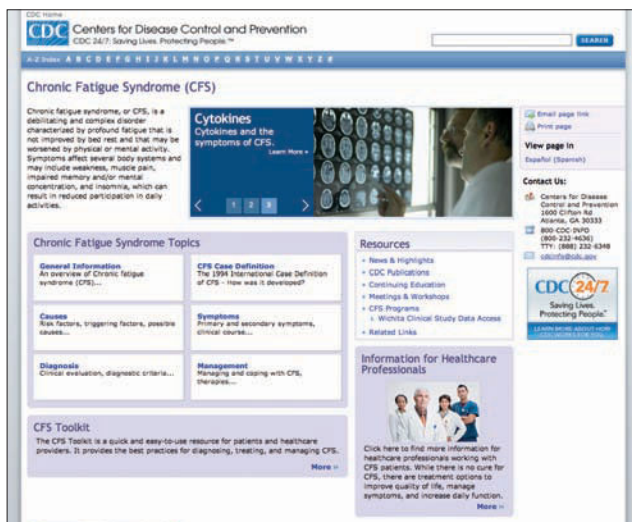 CDC Home
CDC
Centers for Disease Control and Prevention
CDC 24/7: Saving Lives. Protecting People.™
SEARCH
A-Z Index A B C D E F G H I J K L M N O P Q R S T U V W X Y Z #
Chronic Fatigue Syndrome (CFS)
Chronic fatigue syndrome, or CFS, is a
debilitating and complex disorder
characterized by profound fatigue that is
not improved by bed rest and that may be
worsened by physical or mental activity.
Symptoms affect several body systems and
may include weakness, muscle pain,
impaired memory and/or mental
concentration, and insomnia, which can
result in reduced participation in daily
activities.
Cytokines
Cytokines and the
symptoms of CFS.
Learn More »
1 2 3
Email page link
Print page
View page in
Español (Spanish)
Contact Us:
Centers for Disease
Control and Prevention
1600 Clifton Rd
Atlanta, GA 30333
800-CDC-INFO
(800-232-4636)
TTY: (888) 232-6348
cdcinfo@cdc.gov
CDC 24/7
Saving Lives.
Protecting People.™
LEARN MORE ABOUT HOW
CDC WORKS FOR YOU
Chronic Fatigue Syndrome Topics
General Information
An overview of Chronic fatigue
syndrome (CFS)...
CFS Case Definition
The 1994 International Case Definition
of CFS - How was it developed?
Causes
Risk factors, triggering factors, possible
causes...
Symptoms
Primary and secondary symptoms,
clinical course...
Diagnosis
Clinical evaluation, diagnostic criteria...
Management
Managing and coping with CFS,
therapies...
CFS Toolkit
The CFS Toolkit is a quick and easy-to-use resource for patients and healthcare
providers. It provides the best practices for diagnosing, treating, and managing CFS.
More »
Resources
News & Highlights
CDC Publications
Continuing Education
Meetings & Workshops
CFS Programs
Wichita Clinical Study Data Access
Related Links
Information for Healthcare
Professionals
Click here to find more information for
healthcare professionals working with
CFS patients. While there is no cure for
CFS, there are treatment options to
improve quality of life, manage
symptoms, and increase daily function.
More »